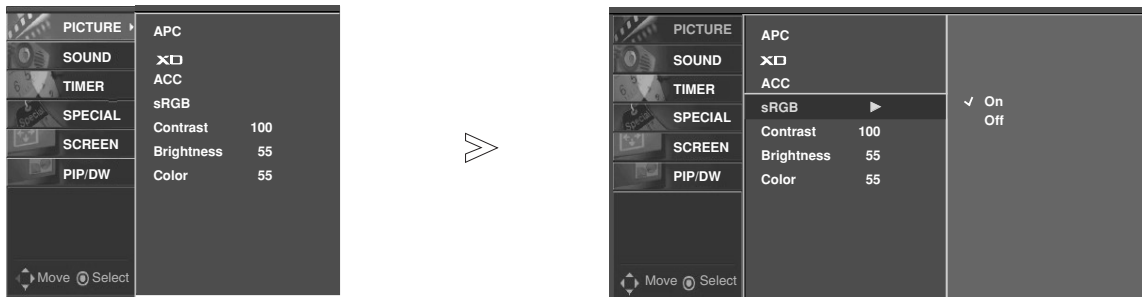 PICTURE
SOUND
TIMER
SPECIAL
SCREEN
PIP/DW
Move Select
APC
XD
ACC
sRGB
Contrast 100
Brightness 55
Color 55
PICTURE
SOUND
TIMER
SPECIAL
SCREEN
PIP/DW
Move Select
APC
XD
ACC
sRGB
Contrast 100
Brightness 55
Color 55
On
Off